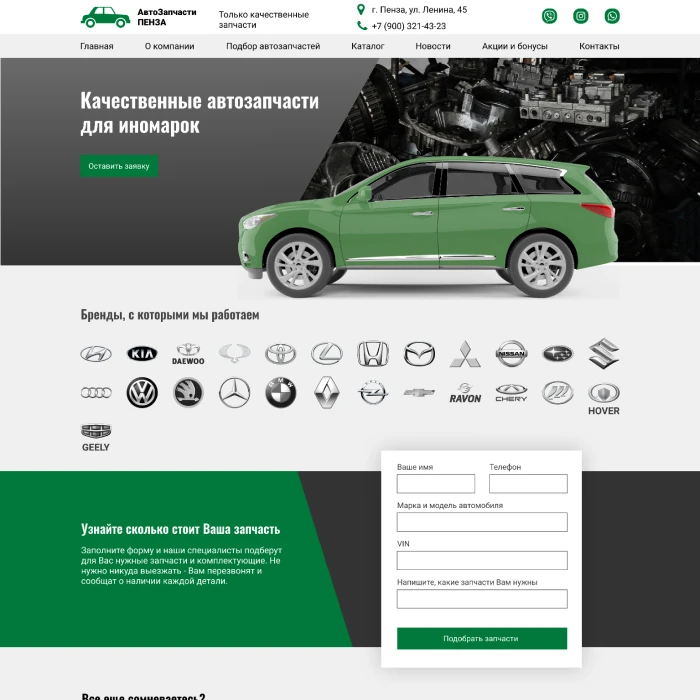 АвтоЗапчасти
ПЕНЗА
Только качественные
запчасти
г. Пенза, ул. Ленина, 45
+7 (900) 321-43-23
Главная
О компании
Подбор автозапчастей
Каталог
Новости
Акции и бонусы
Контакты
Качественные автозапчасти
для иномарок
Оставить заявку
Бренды, с которыми мы работаем
KIA
DAEWOO
NISSAN
BMW
RAVON
CHERY
HOVER
GEELY
Узнайте сколько стоит Ваша запчасть
Заполните форму и наши специалисты подберут
для Вас нужные запчасти и комплектующие. Не
нужно никуда выезжать - Вам перезвонят и
сообщат о наличии каждой детали.
Ваше имя
Телефон
Марка и модель автомобиля
VIN
Напишите, какие запчасти Вам нужны
Подобрать запчасти
Все еще сомневаетесь?